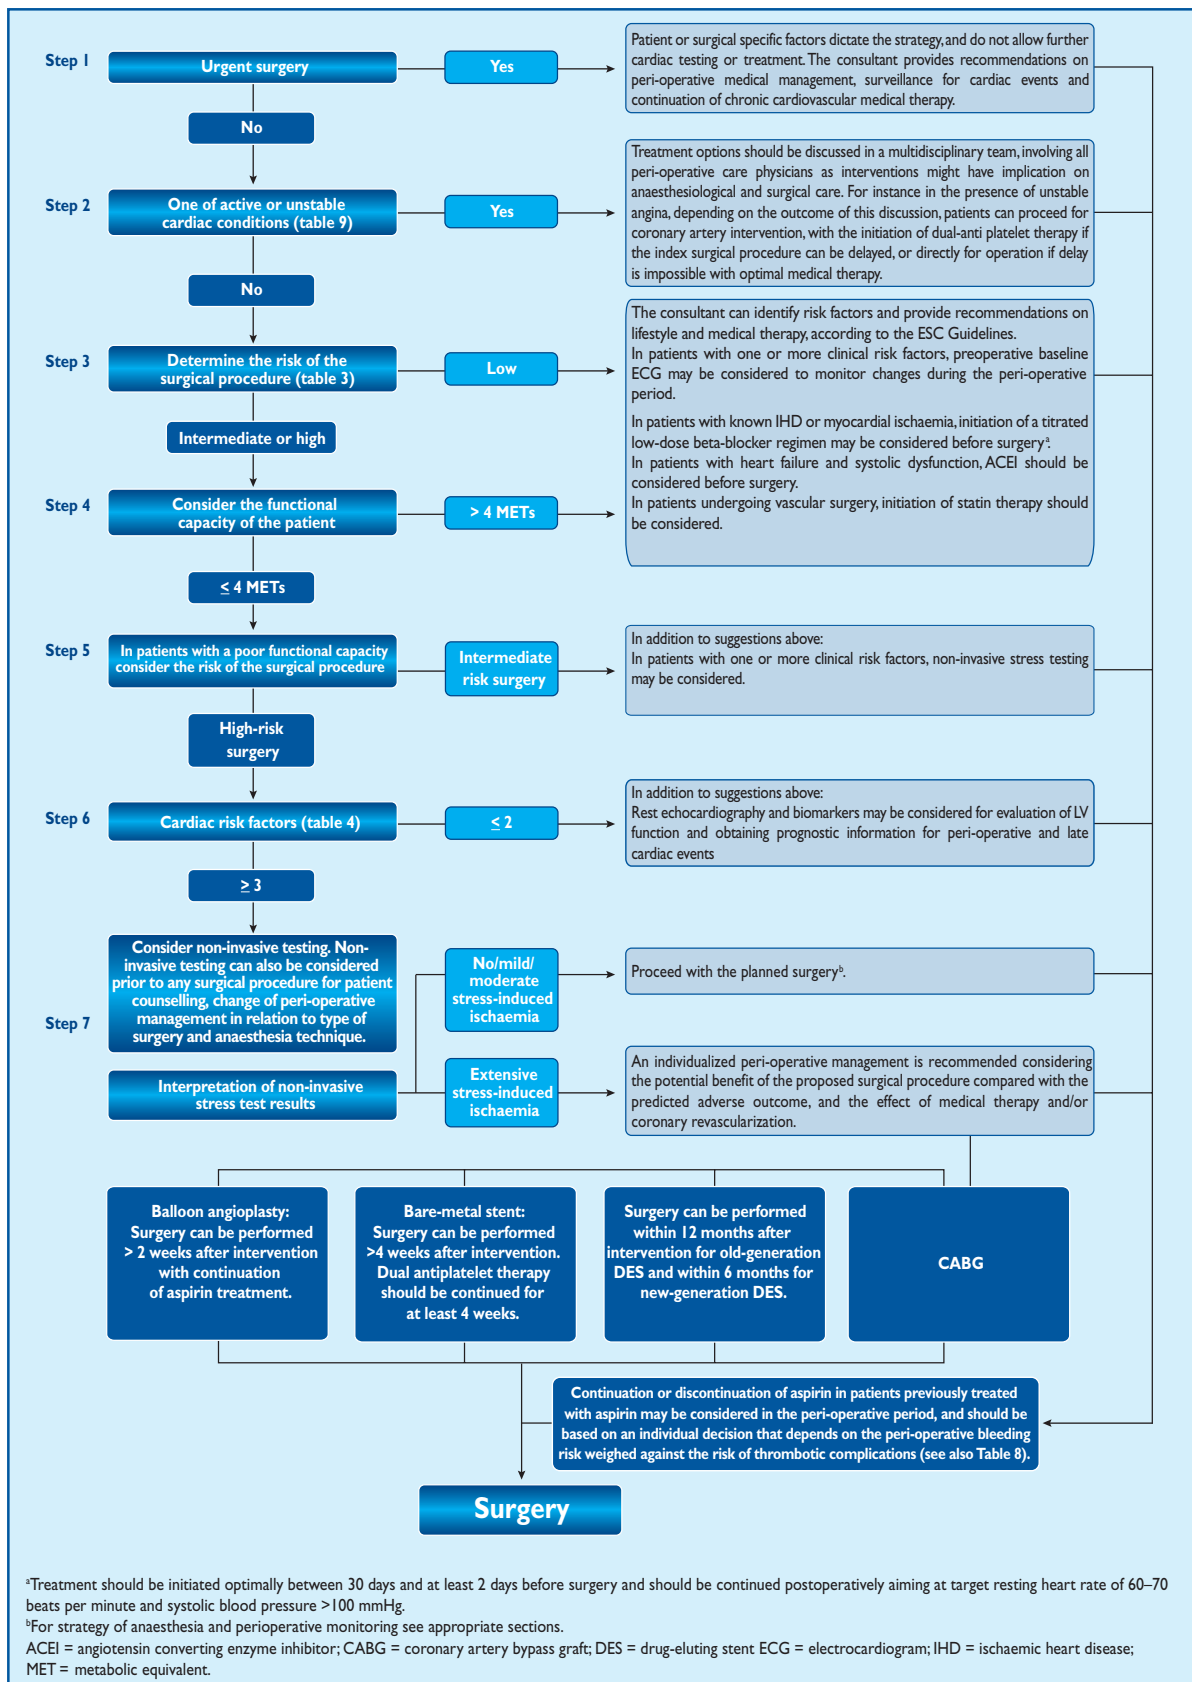 Step 1
Urgent surgery
Yes
Patient or surgical specific factors dictate the strategy, and do not allow further
cardiac testing or treatment. The consultant provides recommendations on
peri-operative medical management, surveillance for cardiac events and
continuation of chronic cardiovascular medical therapy.
No
Step 2
One of active or unstable
cardiac conditions (table 9)
Yes
Treatment options should be discussed in a multidisciplinary team, involving all
peri-operative care physicians as interventions might have implication on
anaesthesiological and surgical care. For instance in the presence of unstable
angina, depending on the outcome of this discussion, patients can proceed for
coronary artery intervention, with the initiation of dual-anti platelet therapy if
the index surgical procedure can be delayed, or directly for operation if delay
is impossible with optimal medical therapy.
No
Step 3
Determine the risk of the
surgical procedure (table 3)
Low
The consultant can identify risk factors and provide recommendations on
lifestyle and medical therapy, according to the ESC Guidelines.
In patients with one or more clinical risk factors, preoperative baseline
ECG may be considered to monitor changes during the peri-operative
period.
In patients with known IHD or myocardial ischaemia, initiation of a titrated
low-dose beta-blocker regimen may be considered before surgeryª.
In patients with heart failure and systolic dysfunction, ACEI should be
considered before surgery.
In patients undergoing vascular surgery, initiation of statin therapy should
be considered.
Intermediate or high
Step 4
Consider the functional
capacity of the patient
> 4 METs
≤ 4 METs
Step 5
In patients with a poor functional capacity
consider the risk of the surgical procedure
Intermediate
risk surgery
In addition to suggestions above:
In patients with one or more clinical risk factors, non-invasive stress testing
may be considered.
High-risk
surgery
Step 6
Cardiac risk factors (table 4)
≤ 2
In addition to suggestions above:
Rest echocardiography and biomarkers may be considered for evaluation of LV
function and obtaining prognostic information for peri-operative and late
cardiac events
≥ 3
Step 7
Consider non-invasive testing. Non-
invasive testing can also be considered
prior to any surgical procedure for patient
counselling, change of peri-operative
management in relation to type of
surgery and anaesthesia technique.
No/mild/
moderate
stress-induced
ischaemia
Proceed with the planned surgeryᵇ.
Interpretation of non-invasive
stress test results
Extensive
stress-induced
ischaemia
An individualized peri-operative management is recommended considering
the potential benefit of the proposed surgical procedure compared with the
predicted adverse outcome, and the effect of medical therapy and/or
coronary revascularization.
Balloon angioplasty:
Surgery can be performed
> 2 weeks after intervention
with continuation
of aspirin treatment.
Bare-metal stent:
Surgery can be performed
>4 weeks after intervention.
Dual antiplatelet therapy
should be continued for
at least 4 weeks.
Surgery can be performed
within 12 months after
intervention for old-generation
DES and within 6 months for
new-generation DES.
CABG
Continuation or discontinuation of aspirin in patients previously treated
with aspirin may be considered in the peri-operative period, and should be
based on an individual decision that depends on the peri-operative bleeding
risk weighed against the risk of thrombotic complications (see also Table 8).
Surgery
ªTreatment should be initiated optimally between 30 days and at least 2 days before surgery and should be continued postoperatively aiming at target resting heart rate of 60–70
beats per minute and systolic blood pressure >100 mmHg.
ᵇFor strategy of anaesthesia and perioperative monitoring see appropriate sections.
ACEI = angiotensin converting enzyme inhibitor; CABG = coronary artery bypass graft; DES = drug-eluting stent ECG = electrocardiogram; IHD = ischaemic heart disease;
MET = metabolic equivalent.